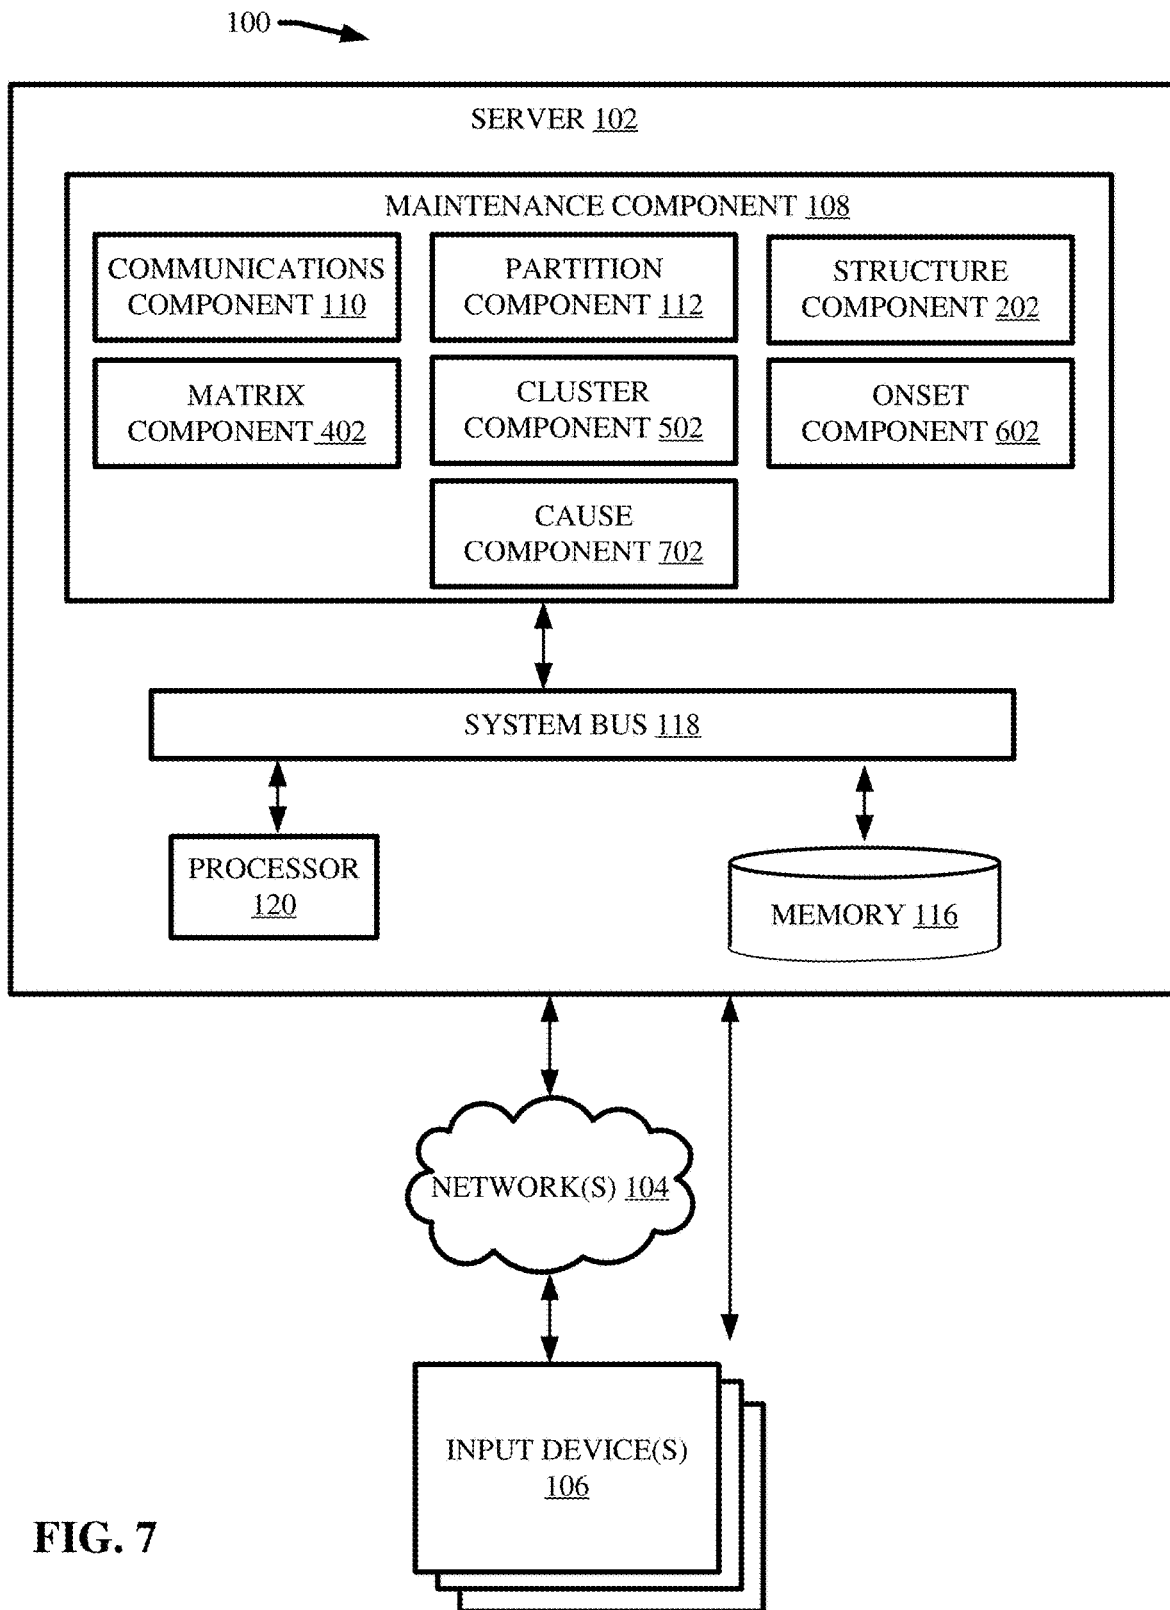 100
SERVER 102
MAINTENANCE COMPONENT 108
COMMUNICATIONS
COMPONENT 110
PARTITION
COMPONENT 112
STRUCTURE
COMPONENT 202
MATRIX
COMPONENT 402
CLUSTER
COMPONENT 502
ONSET
COMPONENT 602
CAUSE
COMPONENT 702
SYSTEM BUS 118
PROCESSOR
120
MEMORY 116
NETWORK(S) 104
INPUT DEVICE(S)
106
FIG. 7